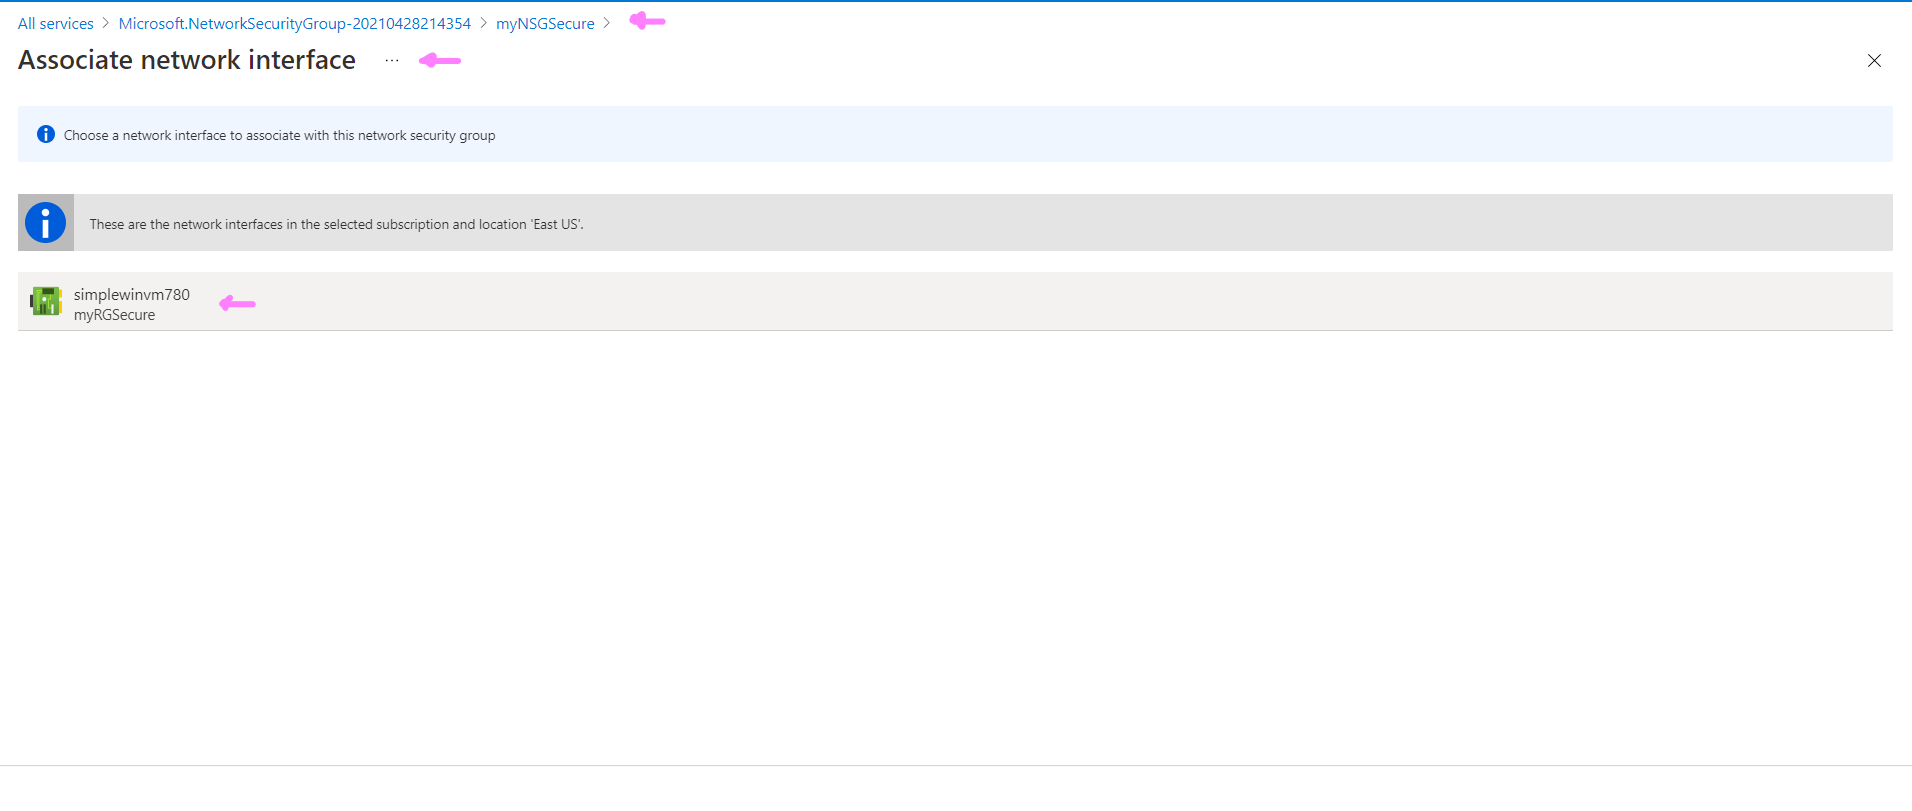 All services > Microsoft.NetworkSecurityGroup-20210428214354 > myNSGSecure >
Associate network interface ...
Choose a network interface to associate with this network security group
These are the network interfaces in the selected subscription and location 'East US'.
simplewinvm780
myRGSecure